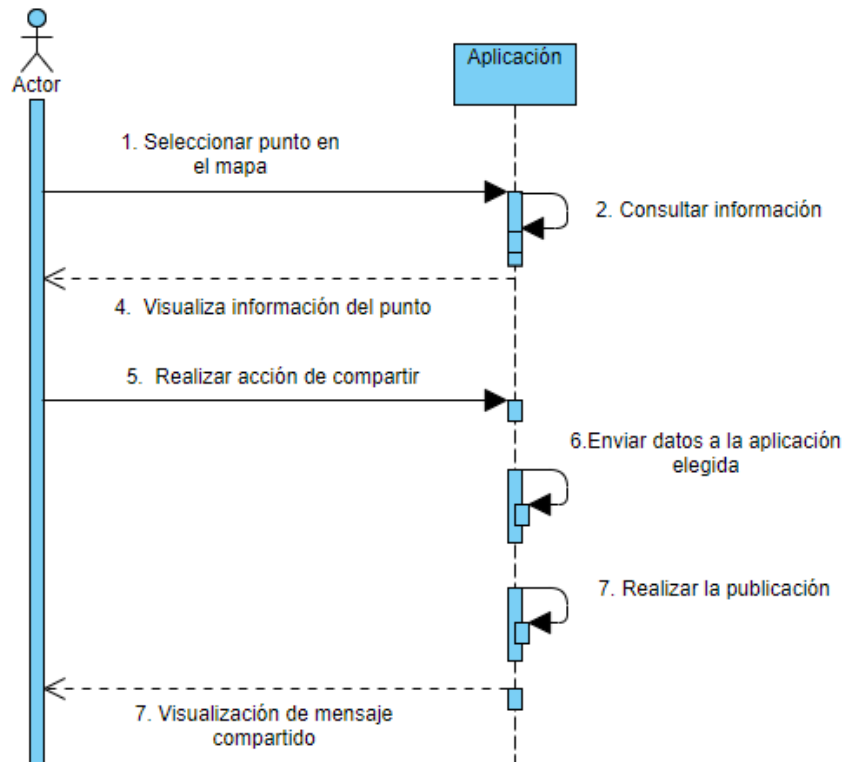 Actor
Aplicación
1. Seleccionar punto en
el mapa
2. Consultar información
4. Visualiza información del punto
5. Realizar acción de compartir
6.Enviar datos a la aplicación
elegida
7. Realizar la publicación
7. Visualización de mensaje
compartido